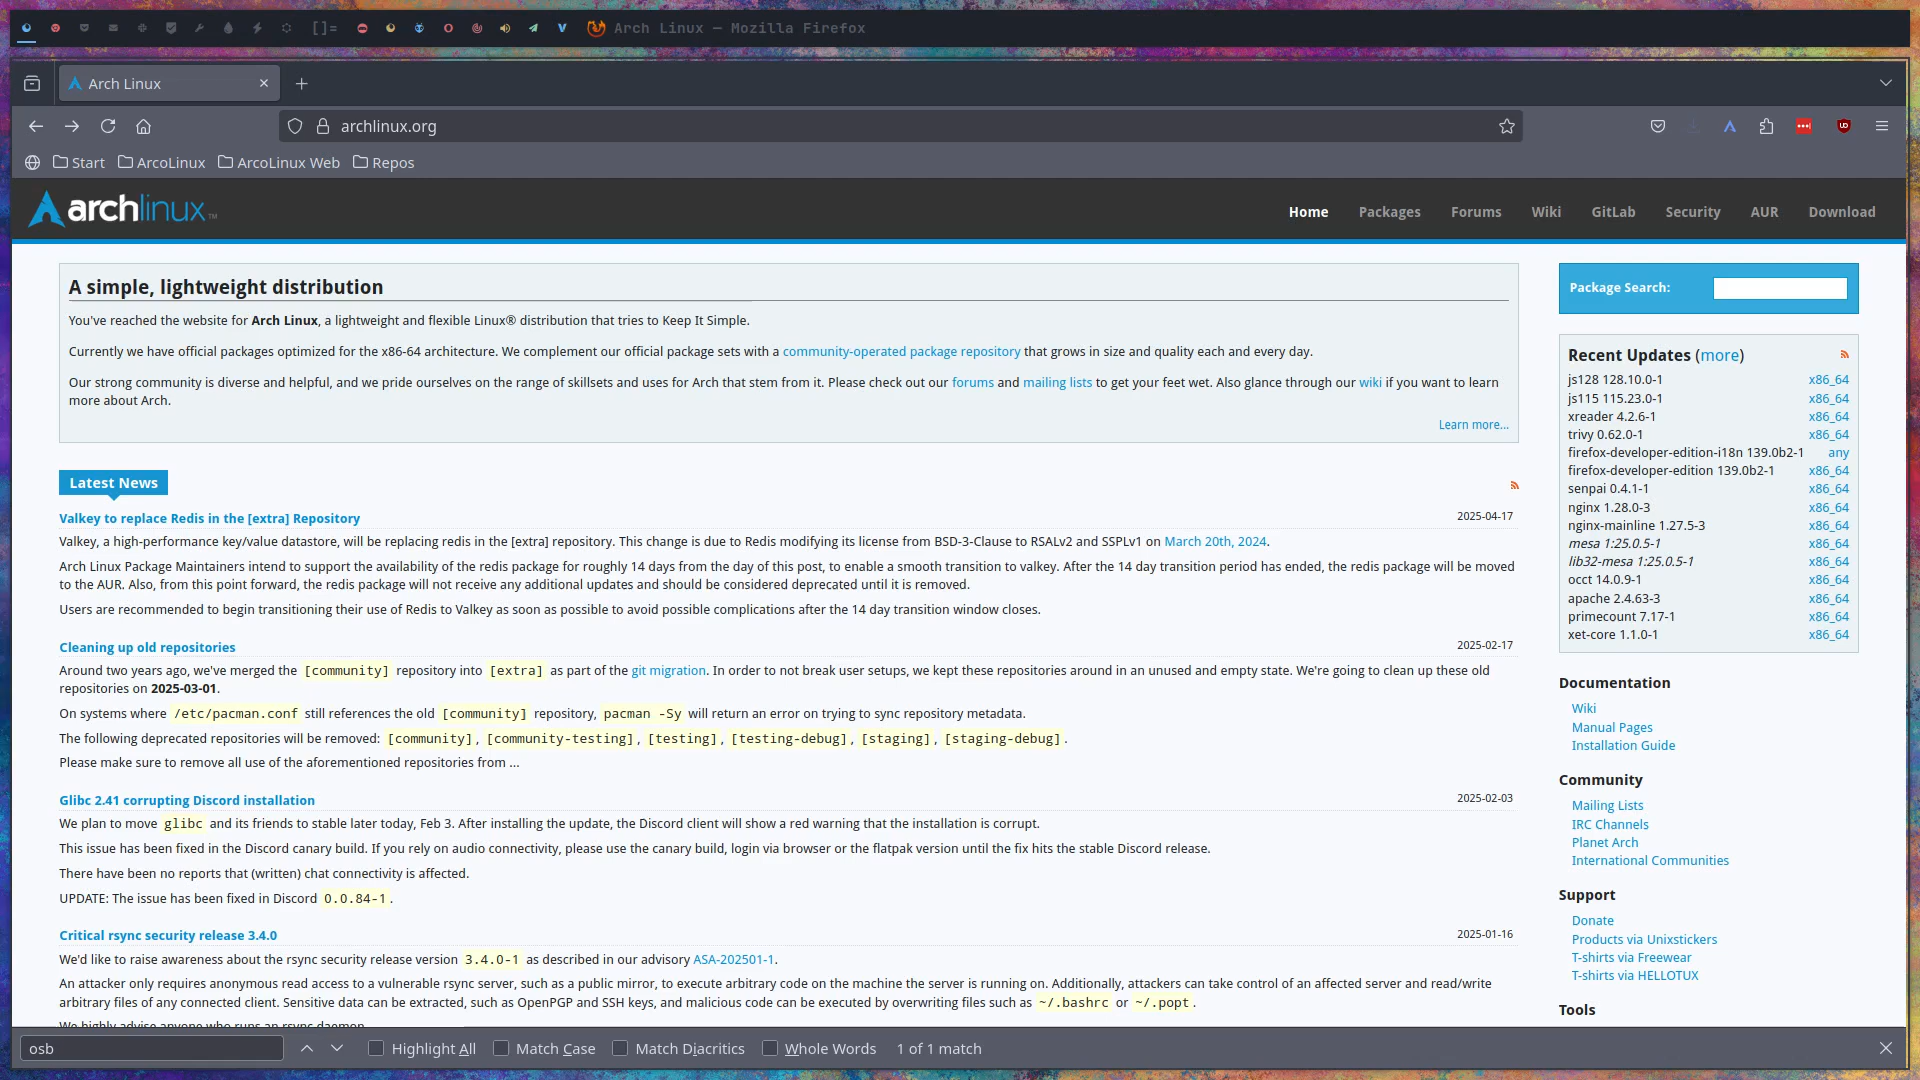 []= Arch Linux — Mozilla Firefox
Arch Linux
archlinux.org
Start ArcoLinux ArcoLinux Web Repos
archlinux™
Home Packages Forums Wiki GitLab Security AUR Download
A simple, lightweight distribution
You've reached the website for Arch Linux, a lightweight and flexible Linux® distribution that tries to Keep It Simple.
Currently we have official packages optimized for the x86-64 architecture. We complement our official package sets with a community-operated package repository that grows in size and quality each and every day.
Our strong community is diverse and helpful, and we pride ourselves on the range of skillsets and uses for Arch that stem from it. Please check out our forums and mailing lists to get your feet wet. Also glance through our wiki if you want to learn
more about Arch.
Learn more...
Latest News
Valkey to replace Redis in the [extra] Repository 2025-04-17
Valkey, a high-performance key/value datastore, will be replacing redis in the [extra] repository. This change is due to Redis modifying its license from BSD-3-Clause to RSALv2 and SSPLv1 on March 20th, 2024.
Arch Linux Package Maintainers intend to support the availability of the redis package for roughly 14 days from the day of this post, to enable a smooth transition to valkey. After the 14 day transition period has ended, the redis package will be moved
to the AUR. Also, from this point forward, the redis package will not receive any additional updates and should be considered deprecated until it is removed.
Users are recommended to begin transitioning their use of Redis to Valkey as soon as possible to avoid possible complications after the 14 day transition window closes.
Cleaning up old repositories 2025-02-17
Around two years ago, we've merged the [community] repository into [extra] as part of the git migration. In order to not break user setups, we kept these repositories around in an unused and empty state. We're going to clean up these old
repositories on 2025-03-01.
On systems where /etc/pacman.conf still references the old [community] repository, pacman -Sy will return an error on trying to sync repository metadata.
The following deprecated repositories will be removed: [community], [community-testing], [testing], [testing-debug], [staging], [staging-debug].
Please make sure to remove all use of the aforementioned repositories from ...
Glibc 2.41 corrupting Discord installation 2025-02-03
We plan to move glibc and its friends to stable later today, Feb 3. After installing the update, the Discord client will show a red warning that the installation is corrupt.
This issue has been fixed in the Discord canary build. If you rely on audio connectivity, please use the canary build, login via browser or the flatpak version until the fix hits the stable Discord release.
There have been no reports that (written) chat connectivity is affected.
UPDATE: The issue has been fixed in Discord 0.0.84-1.
Critical rsync security release 3.4.0 2025-01-16
We'd like to raise awareness about the rsync security release version 3.4.0-1 as described in our advisory ASA-202501-1.
An attacker only requires anonymous read access to a vulnerable rsync server, such as a public mirror, to execute arbitrary code on the machine the server is running on. Additionally, attackers can take control of an affected server and read/write
arbitrary files of any connected client. Sensitive data can be extracted, such as OpenPGP and SSH keys, and malicious code can be executed by overwriting files such as ~/.bashrc or ~/.popt.
We highly advise anyone who runs an rsync daemon
Package Search:
Recent Updates (more)
js128 128.10.0-1 x86_64
js115 115.23.0-1 x86_64
xreader 4.2.6-1 x86_64
trivy 0.62.0-1 x86_64
firefox-developer-edition-i18n 139.0b2-1 any
firefox-developer-edition 139.0b2-1 x86_64
senpai 0.4.1-1 x86_64
nginx 1.28.0-3 x86_64
nginx-mainline 1.27.5-3 x86_64
mesa 1:25.0.5-1 x86_64
lib32-mesa 1:25.0.5-1 x86_64
occt 14.0.9-1 x86_64
apache 2.4.63-3 x86_64
primecount 7.17-1 x86_64
xet-core 1.1.0-1 x86_64
Documentation
Wiki
Manual Pages
Installation Guide
Community
Mailing Lists
IRC Channels
Planet Arch
International Communities
Support
Donate
Products via Unixstickers
T-shirts via Freewear
T-shirts via HELLOTUX
Tools
osb Highlight All Match Case Match Diacritics Whole Words 1 of 1 match